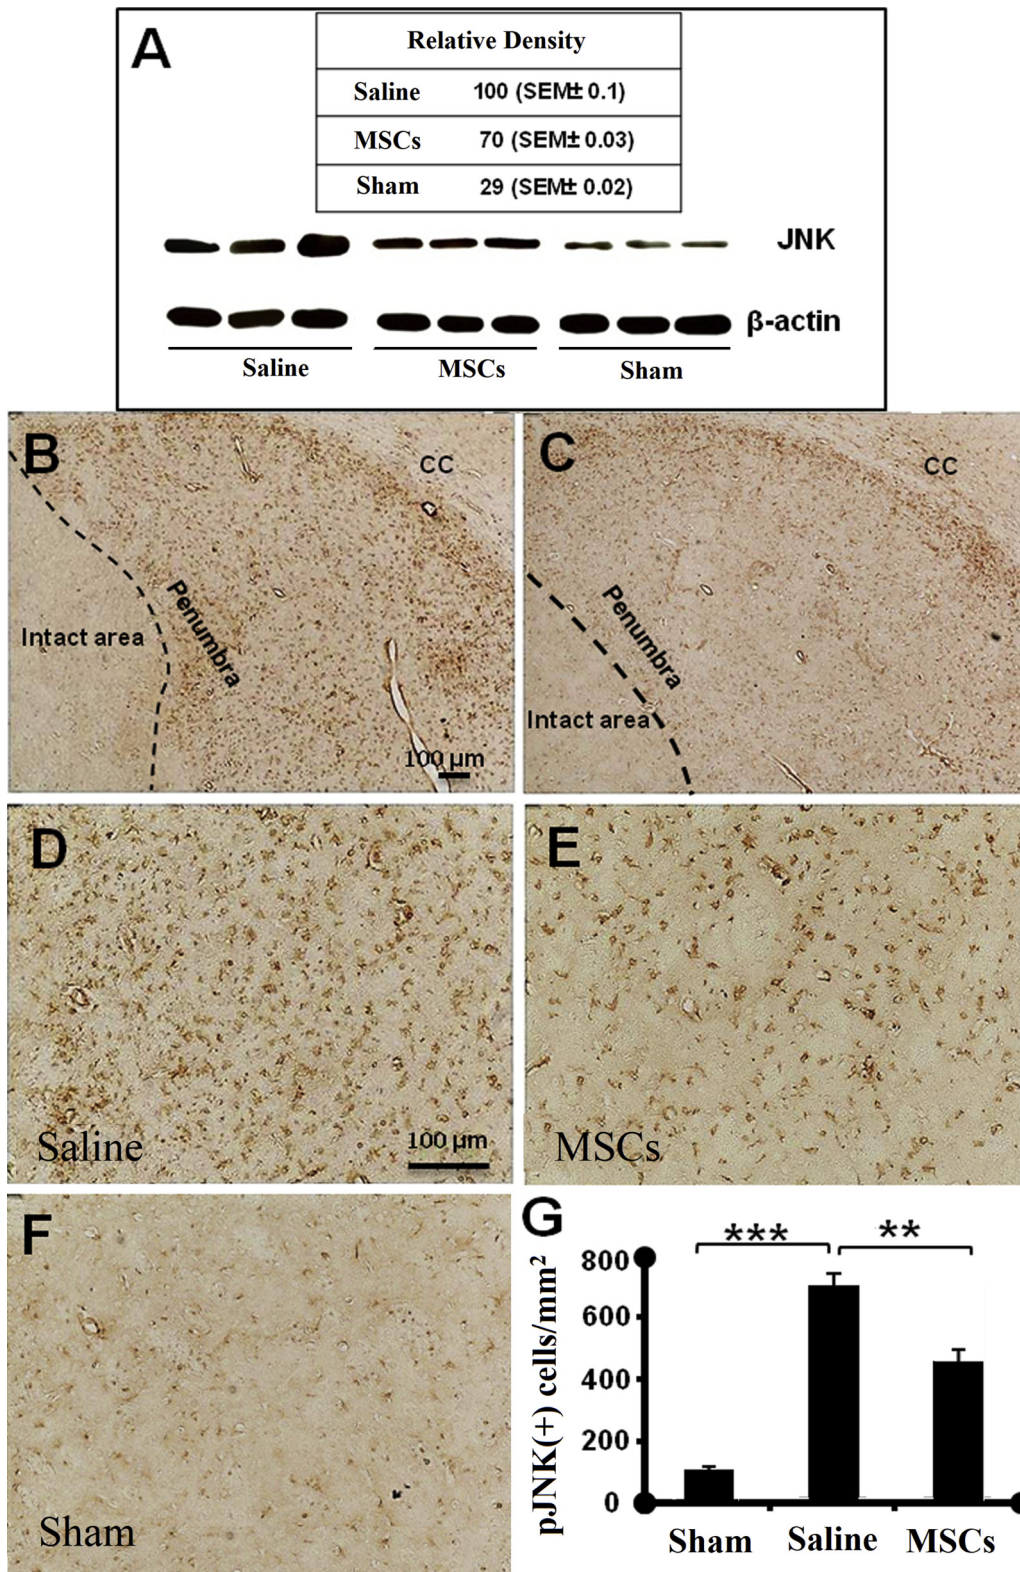 A
Relative Density
Saline 100 (SEM± 0.1)
MSCs 70 (SEM± 0.03)
Sham 29 (SEM± 0.02)
JNK
β-actin
Saline MSCs Sham
B
CC
Penumbra
Intact area
100 µm
C
CC
Penumbra
Intact area
D
Saline
100 µm
E
MSCs
F
Sham
G
*** **
pJNK(+) cells/mm²
800
600
400
200
0
Sham Saline MSCs